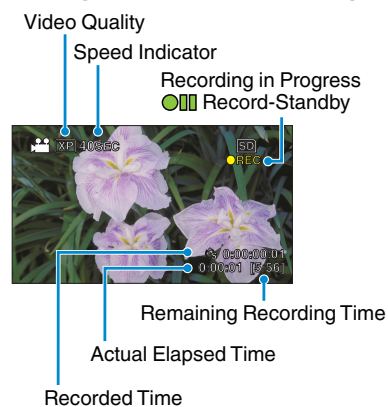 Video Quality
Speed Indicator
Recording in Progress
Record-Standby
XP 40SEC
SD
●REC
0:00:00:01
0:00:01 [5:56]
Remaining Recording Time
Actual Elapsed Time
Recorded Time